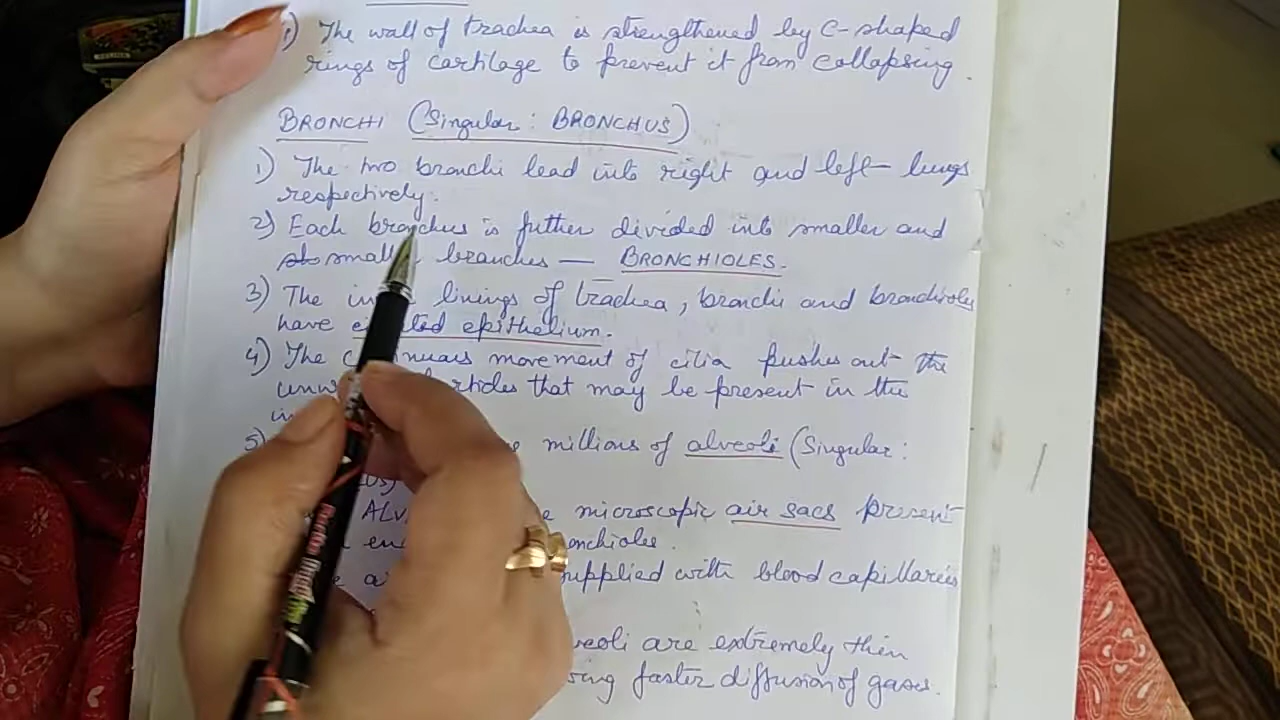 The wall of trachea is strengthened by C-shaped
rings of cartilage to prevent it from collapsing.
BRONCHI (Singular: BRONCHUS)
1) The two bronchi lead into right and left lungs
respectively.
2) Each bronchus is futher divided into smaller and
smaller branches — BRONCHIOLES.
3) The linings of trachea, bronchi and bronchioles
have epithelium.
4) The movement of cilia pushes out the
that may be present in the
5) millions of alveoli (Singular:
microscopic air sacs present
supplied with blood capillaries
are extremely thin
faster diffusion of gases.